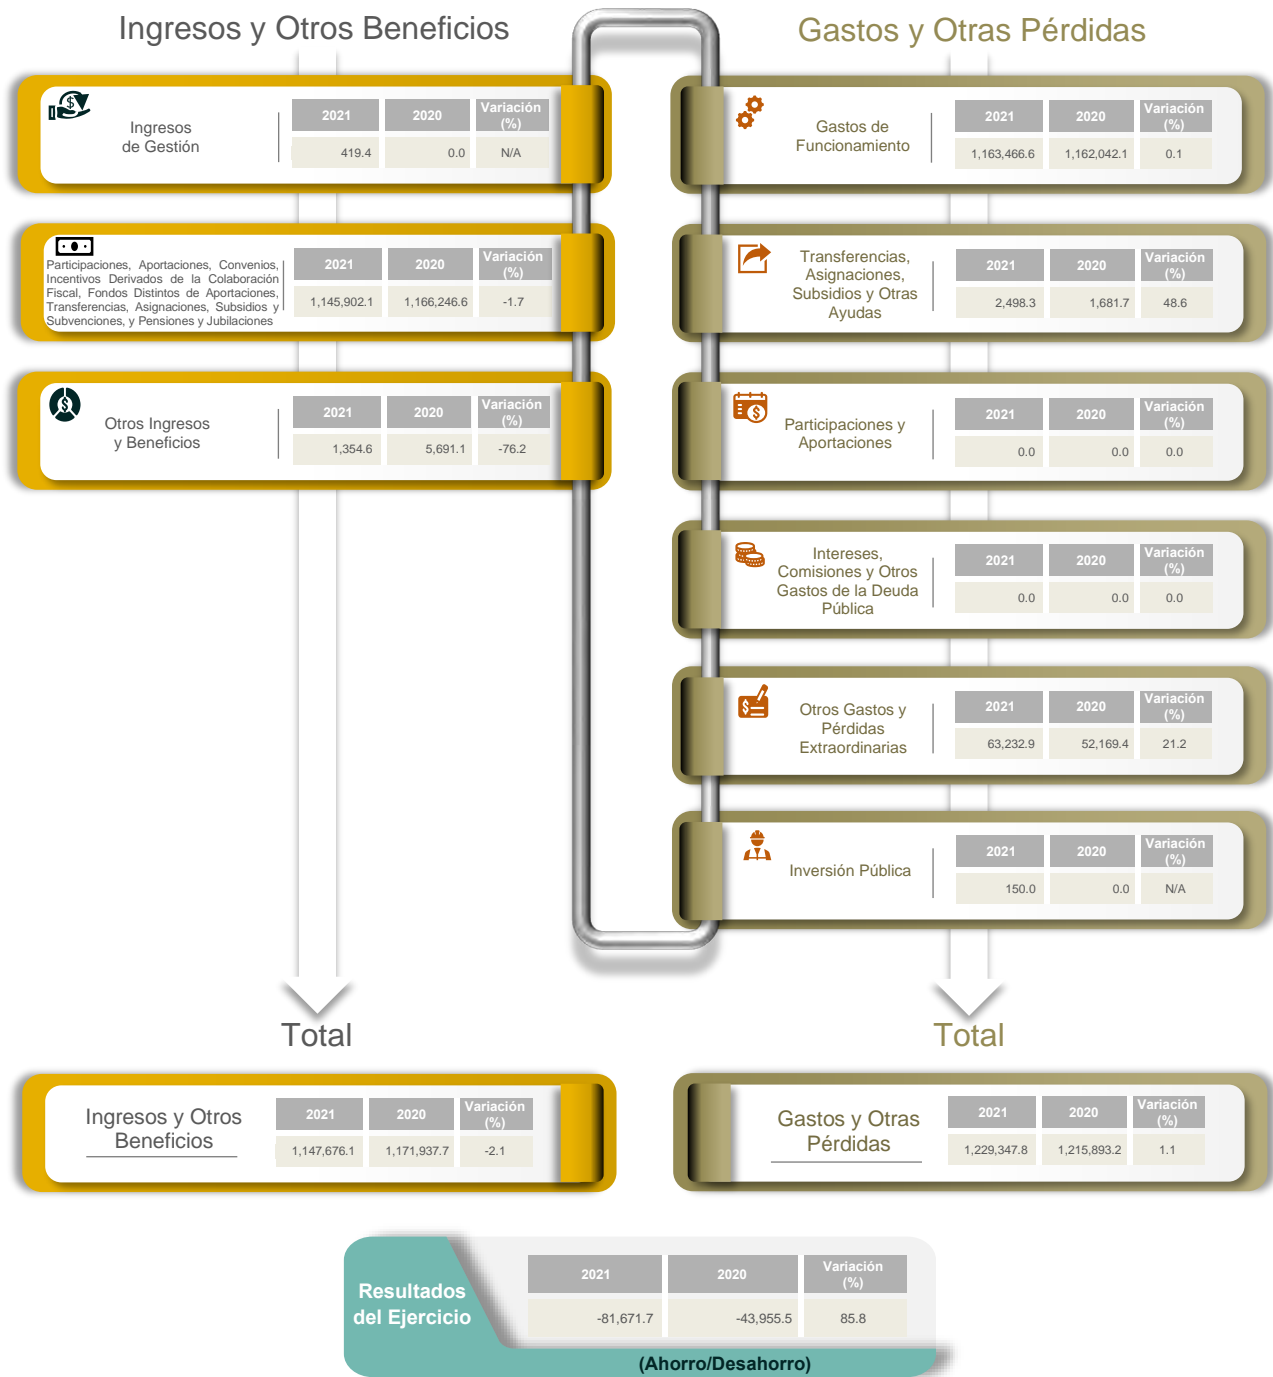 Ingresos y Otros Beneficios
Ingresos
de Gestión
2021 2020 Variación (%)
419.4 0.0 N/A
Participaciones, Aportaciones, Convenios,
Incentivos Derivados de la Colaboración
Fiscal, Fondos Distintos de Aportaciones,
Transferencias, Asignaciones, Subsidios y
Subvenciones, y Pensiones y Jubilaciones
2021 2020 Variación (%)
1,145,902.1 1,166,246.6 -1.7
Otros Ingresos
y Beneficios
2021 2020 Variación (%)
1,354.6 5,691.1 -76.2
Gastos y Otras Pérdidas
Gastos de
Funcionamiento
2021 2020 Variación (%)
1,163,466.6 1,162,042.1 0.1
Transferencias,
Asignaciones,
Subsidios y Otras
Ayudas
2021 2020 Variación (%)
2,498.3 1,681.7 48.6
Participaciones y
Aportaciones
2021 2020 Variación (%)
0.0 0.0 0.0
Intereses,
Comisiones y Otros
Gastos de la Deuda
Pública
2021 2020 Variación (%)
0.0 0.0 0.0
Otros Gastos y
Pérdidas
Extraordinarias
2021 2020 Variación (%)
63,232.9 52,169.4 21.2
Inversión Pública
2021 2020 Variación (%)
150.0 0.0 N/A
Total
Ingresos y Otros
Beneficios
2021 2020 Variación (%)
1,147,676.1 1,171,937.7 -2.1
Total
Gastos y Otras
Pérdidas
2021 2020 Variación (%)
1,229,347.8 1,215,893.2 1.1
Resultados
del Ejercicio
2021 2020 Variación (%)
-81,671.7 -43,955.5 85.8
(Ahorro/Desahorro)